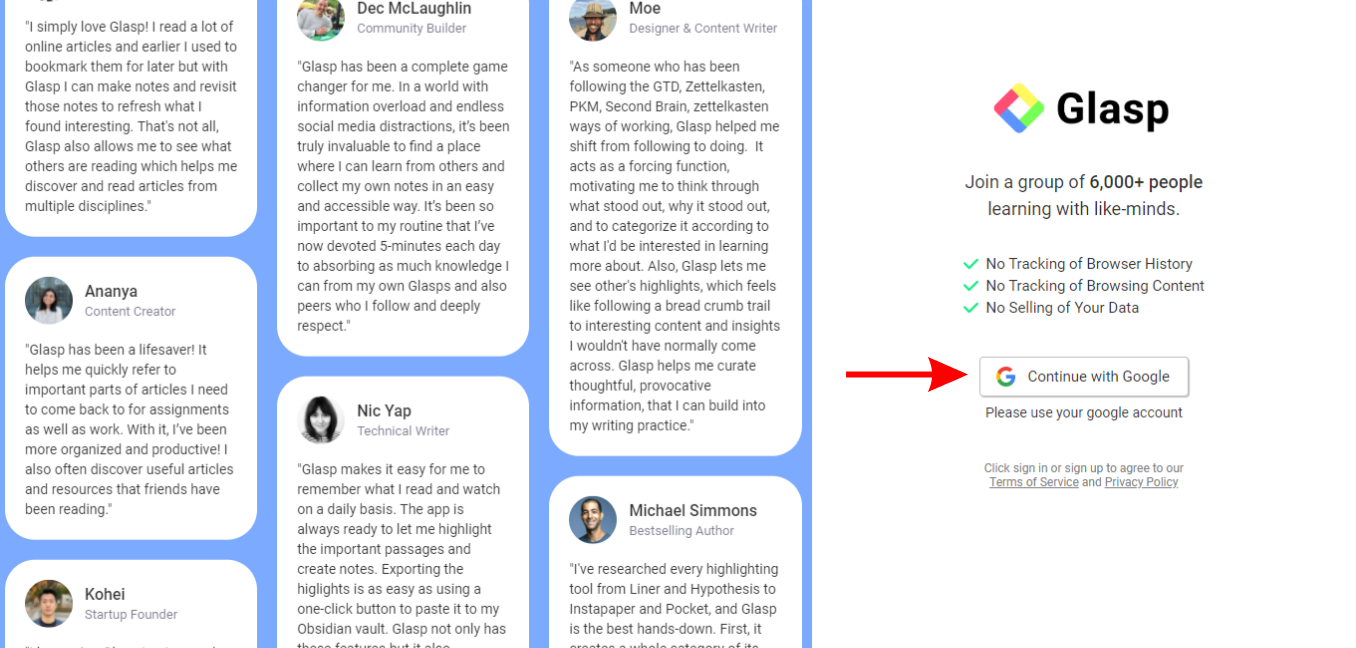 "I simply love Glasp! I read a lot of
online articles and earlier I used to
bookmark them for later but with
Glasp I can make notes and revisit
those notes to refresh what I
found interesting. That's not all,
Glasp also allows me to see what
others are reading which helps me
discover and read articles from
multiple disciplines."
Ananya
Content Creator
"Glasp has been a lifesaver! It
helps me quickly refer to
important parts of articles I need
to come back to for assignments
as well as work. With it, I've been
more organized and productive! I
also often discover useful articles
and resources that friends have
been reading."
Kohei
Startup Founder
Dec McLaughlin
Community Builder
"Glasp has been a complete game
changer for me. In a world with
information overload and endless
social media distractions, it's been
truly invaluable to find a place
where I can learn from others and
collect my own notes in an easy
and accessible way. It's been so
important to my routine that I've
now devoted 5-minutes each day
to absorbing as much knowledge I
can from my own Glasps and also
peers who I follow and deeply
respect."
Nic Yap
Technical Writer
"Glasp makes it easy for me to
remember what I read and watch
on a daily basis. The app is
always ready to let me highlight
the important passages and
create notes. Exporting the
higlights is as easy as using a
one-click button to paste it to my
Obsidian vault. Glasp not only has
these features but it also
Moe
Designer & Content Writer
"As someone who has been
following the GTD, Zettelkasten,
PKM, Second Brain, zettelkasten
ways of working, Glasp helped me
shift from following to doing. It
acts as a forcing function,
motivating me to think through
what stood out, why it stood out,
and to categorize it according to
what I'd be interested in learning
more about. Also, Glasp lets me
see other's highlights, which feels
like following a bread crumb trail
to interesting content and insights
I wouldn't have normally come
across. Glasp helps me curate
thoughtful, provocative
information, that I can build into
my writing practice."
Michael Simmons
Bestselling Author
"I've researched every highlighting
tool from Liner and Hypothesis to
Instapaper and Pocket, and Glasp
is the best hands-down. First, it
creates a whole category of its
Glasp
Join a group of 6,000+ people
learning with like-minds.
No Tracking of Browser History
No Tracking of Browsing Content
No Selling of Your Data
Continue with Google
Please use your google account
Click sign in or sign up to agree to our
Terms of Service and Privacy Policy